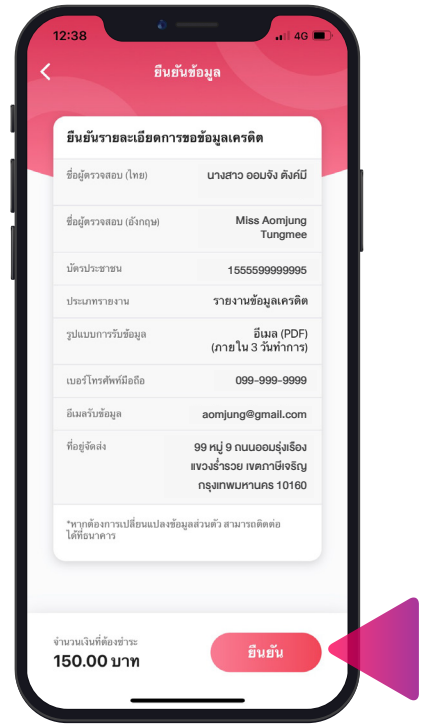 12:38
4G
ยืนยันข้อมูล
ยืนยันรายละเอียดการขอข้อมูลเครดิต
ชื่อผู้ตรวจสอบ (ไทย) นางสาว ออมจัง ตังค์มี
ชื่อผู้ตรวจสอบ (อังกฤษ) Miss Aomjung
Tungmee
บัตรประชาชน 1555599999995
ประเภทรายงาน รายงานข้อมูลเครดิต
รูปแบบการรับข้อมูล อีเมล (PDF)
(ภายใน 3 วันทำการ)
เบอร์โทรศัพท์มือถือ 099-999-9999
อีเมลรับข้อมูล aomjung@gmail.com
ที่อยู่จัดส่ง 99 หมู่ 9 ถนนออมรุ่งเรือง
แขวงร่ำรวย เขตภาษีเจริญ
กรุงเทพมหานคร 10160
*หากต้องการเปลี่ยนแปลงข้อมูลส่วนตัว สามารถติดต่อ
ได้ที่ธนาคาร
จำนวนเงินที่ต้องชำระ
150.00 บาท
ยืนยัน